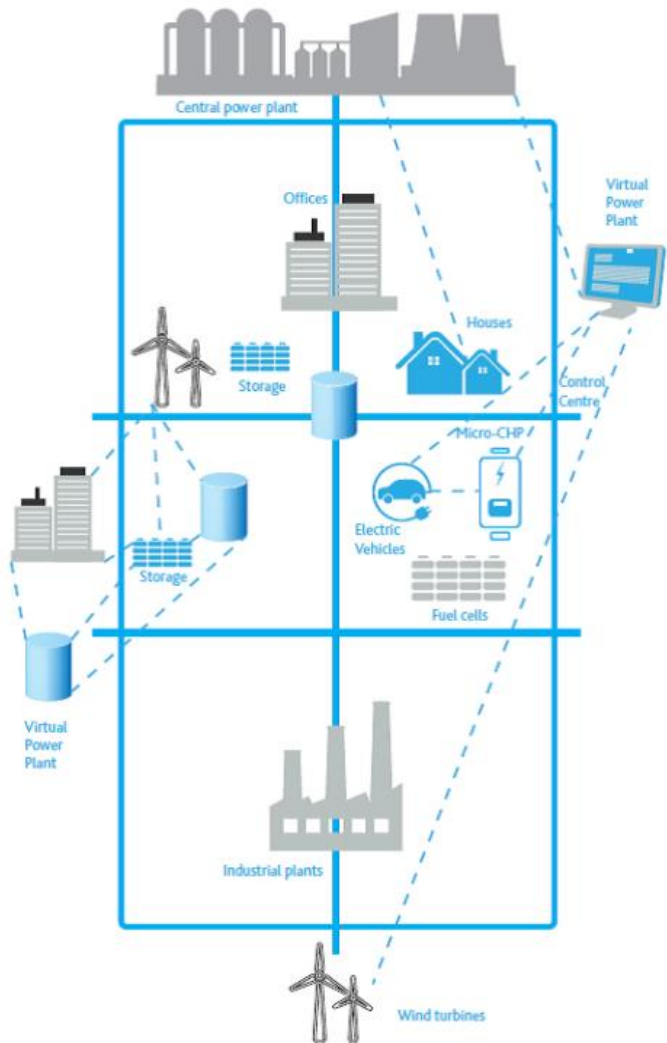 Central power plant
Offices
Virtual
Power
Plant
Houses
Storage
Control
Centre
Micro-CHP
Electric
Vehicles
Storage
Fuel cells
Virtual
Power
Plant
Industrial plants
Wind turbines